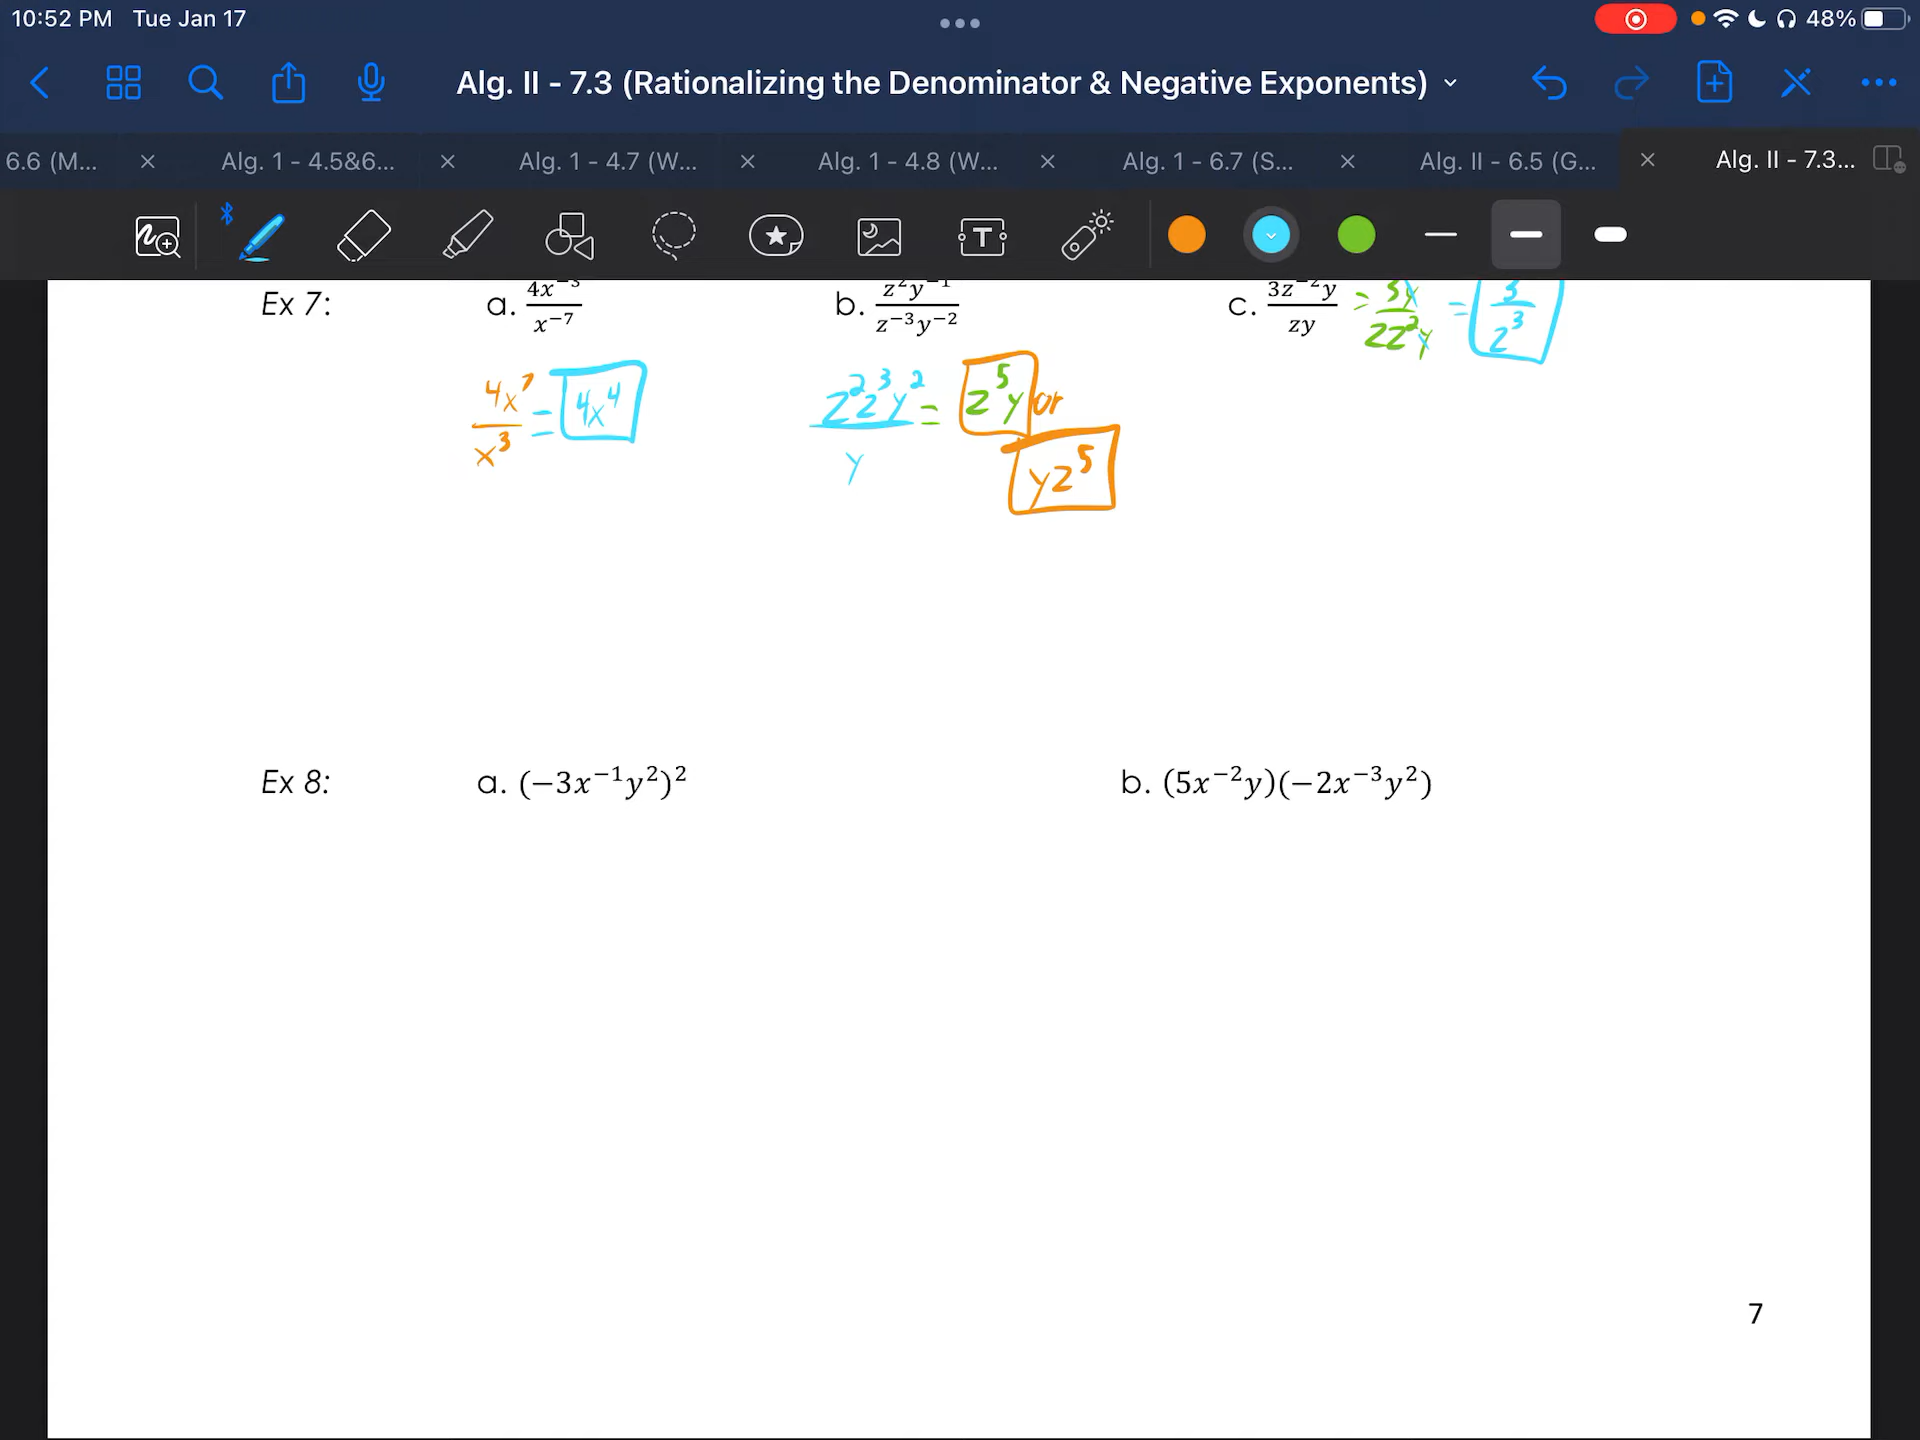 10:52 PM Tue Jan 17 48%
Alg. II - 7.3 (Rationalizing the Denominator & Negative Exponents)
6.6 (M... Alg. 1 - 4.5&6... Alg. 1 - 4.7 (W... Alg. 1 - 4.8 (W... Alg. 1 - 6.7 (S... Alg. II - 6.5 (G... Alg. II - 7.3...
Ex 7: a. 4x⁻³/x⁻⁷ b. z²y⁻¹/z⁻³y⁻² c. 3z⁻²y/zy = 3y/zz²y = 3/z³
4x⁷/x³ = 4x⁴ z²z³y²/y = z⁵y or
yz⁵
Ex 8: a. (−3x⁻¹y²)² b. (5x⁻²y)(−2x⁻³y²)
7